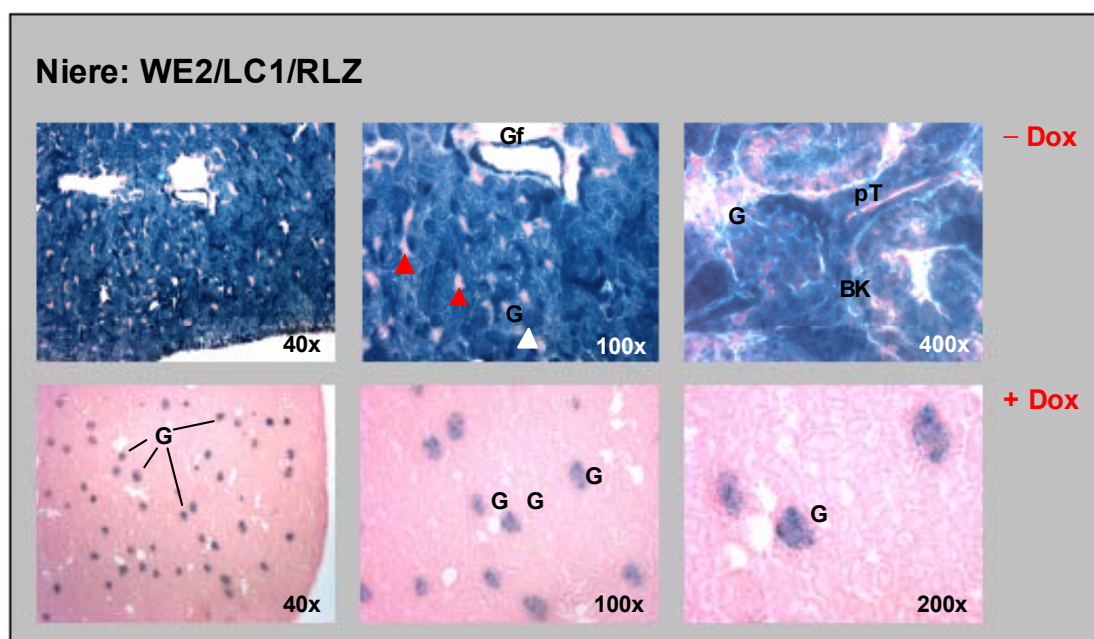 Niere: WE2/LC1/RLZ
Gf
G
40x
100x
G
pT
BK
400x
– Dox
G
40x
G G
G
100x
G
200x
+ Dox